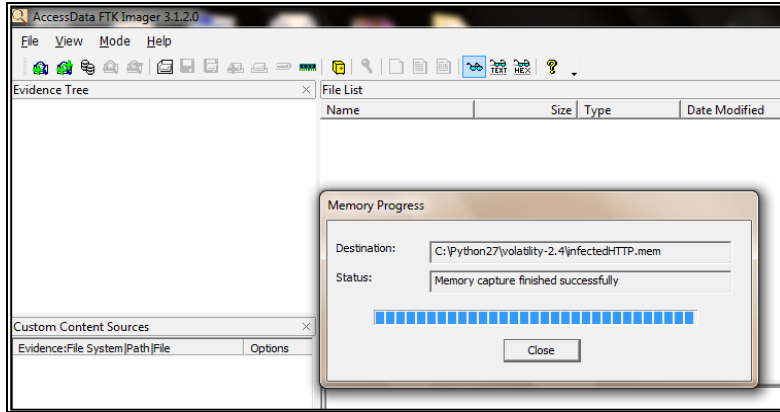 AccessData FTK Imager 3.1.2.0
File View Mode Help
TEXT HEX
Evidence Tree
File List
Name Size Type Date Modified
Memory Progress
Destination: C:\Python27\volatility-2.4\infectedHTTP.mem
Status: Memory capture finished successfully
Close
Custom Content Sources
Evidence:File System|Path|File Options